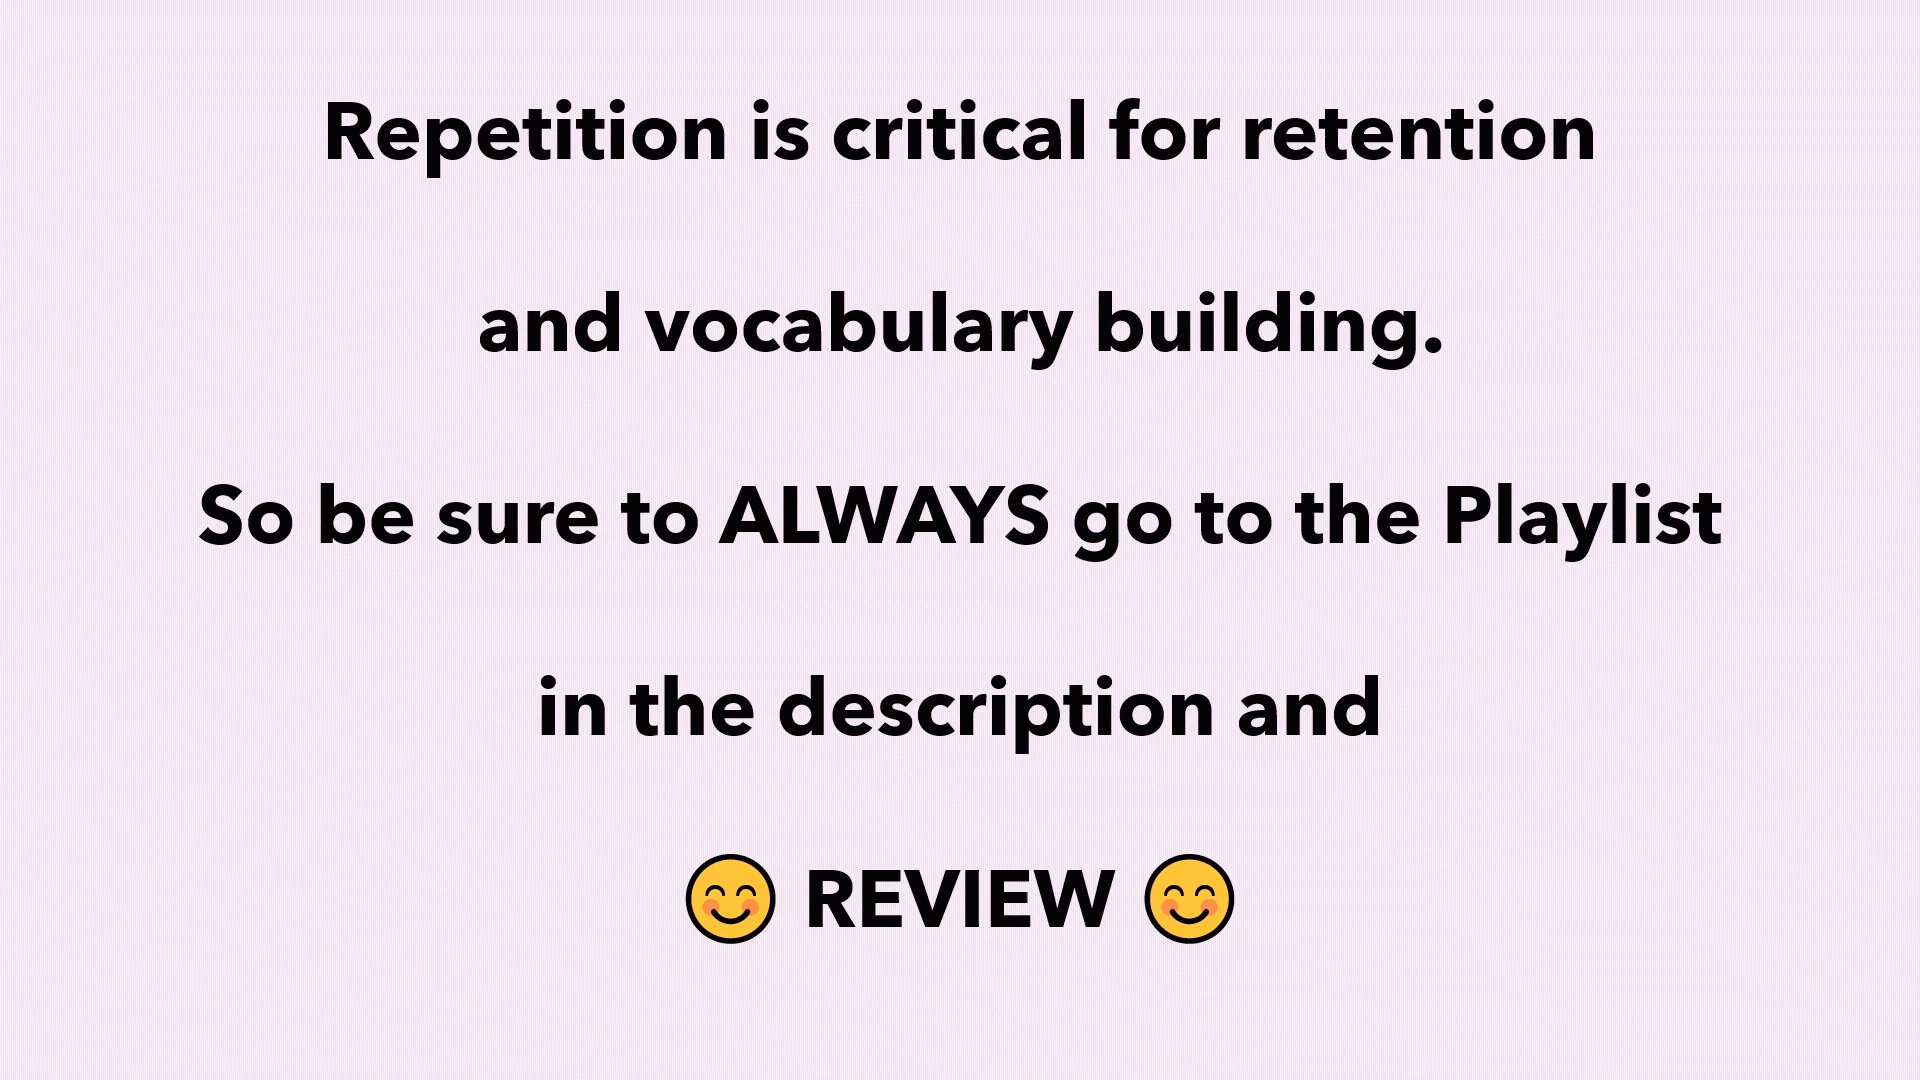 Repetition is critical for retention
and vocabulary building.
So be sure to ALWAYS go to the Playlist
in the description and
😊 REVIEW 😊